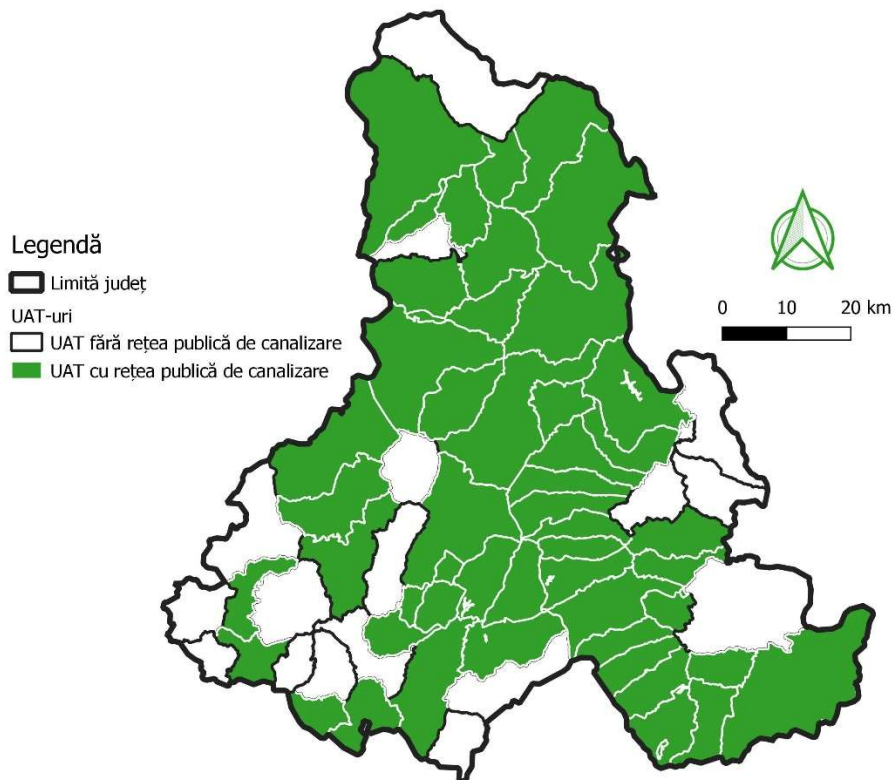 Legendă
Limită județ
UAT-uri
UAT fără rețea publică de canalizare
UAT cu rețea publică de canalizare
0 10 20 km